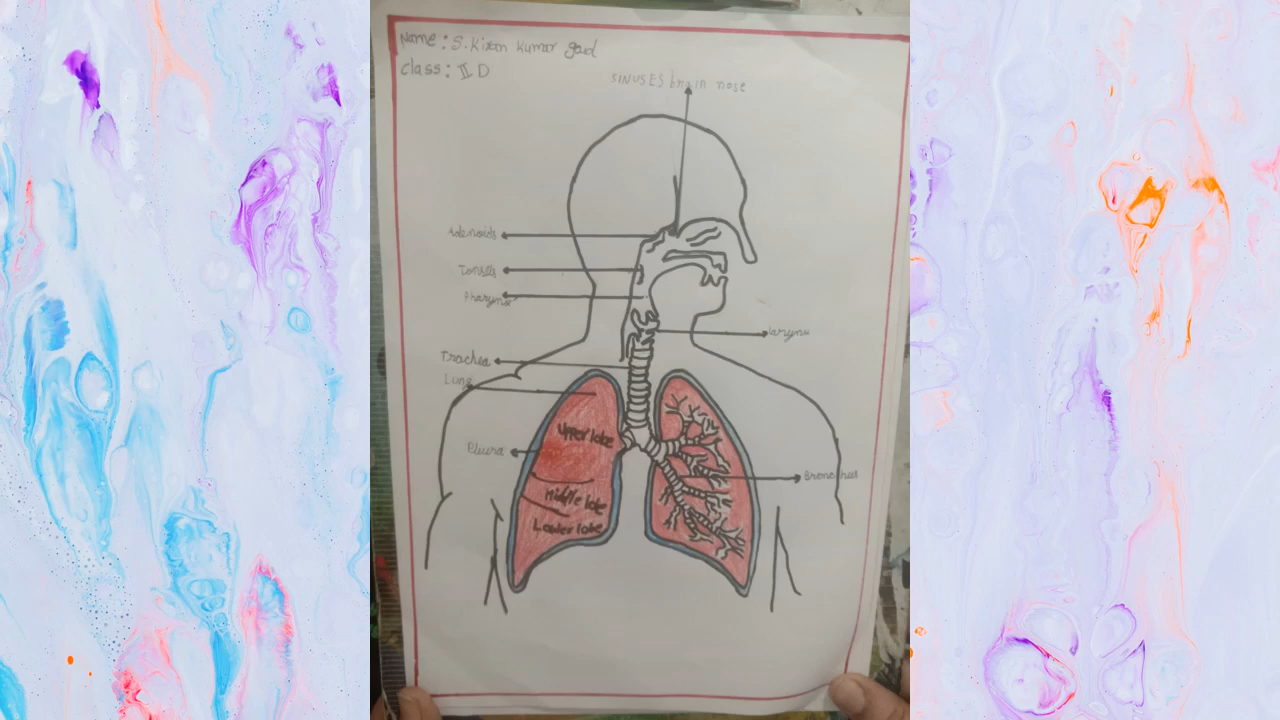 Name: S. Kiran Kumar goud
Class: II D
SINUSES brain nose
Adenoids
Tonsils
Pharynx
larynx
Trachea
Lung
Upper lobe
Pleura
Bronchus
Middle lobe
Lower lobe